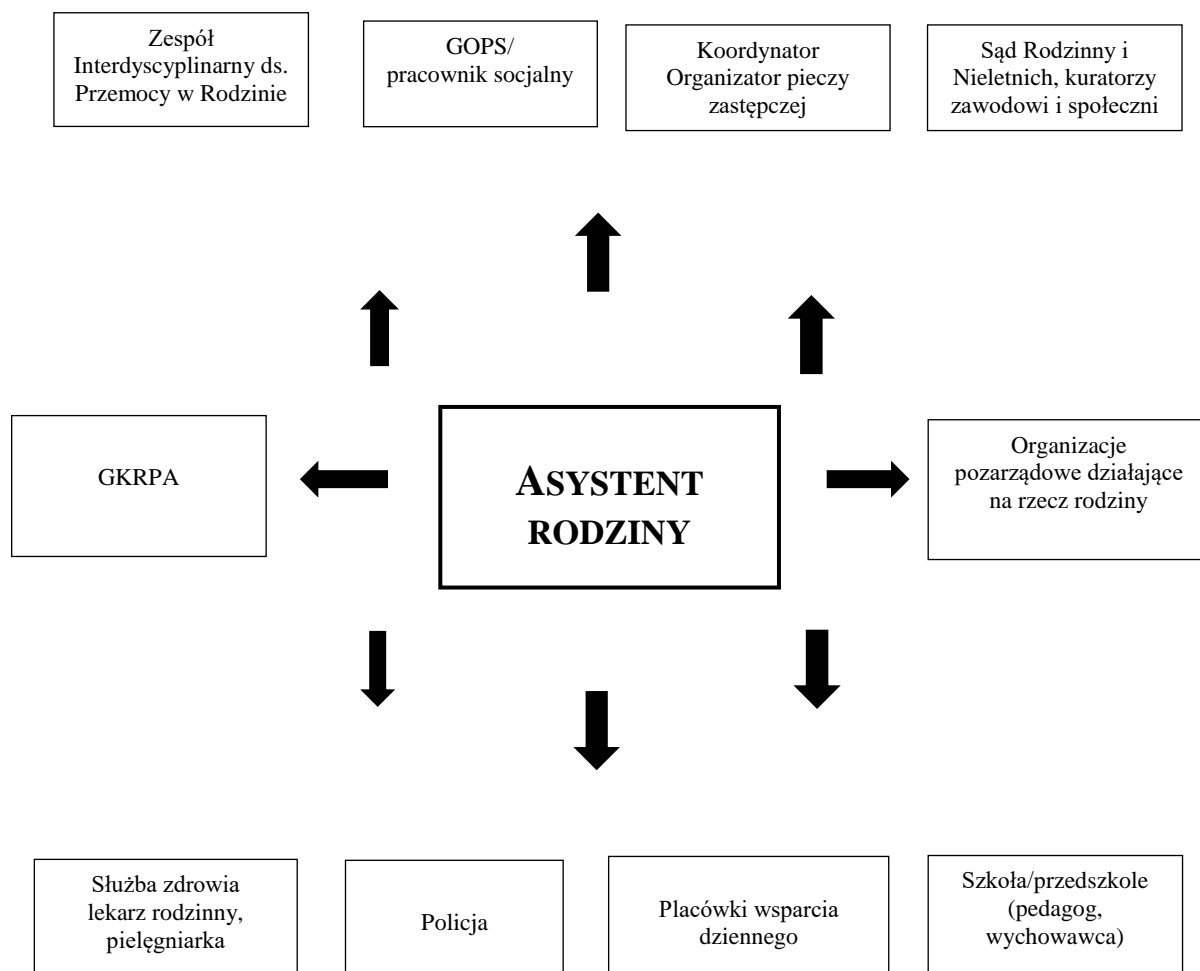 Zespół
Interdyscyplinarny ds.
Przemocy w Rodzinie
GOPS/
pracownik socjalny
Koordynator
Organizator pieczy
zastępczej
Sąd Rodzinny i
Nieletnich, kuratorzy
zawodowi i społeczni
GKRPA
ASYSTENT
RODZINY
Organizacje
pozarządowe działające
na rzecz rodziny
Służba zdrowia
lekarz rodzinny,
pielęgniarka
Policja
Placówki wsparcia
dziennego
Szkoła/przedszkole
(pedagog,
wychowawca)